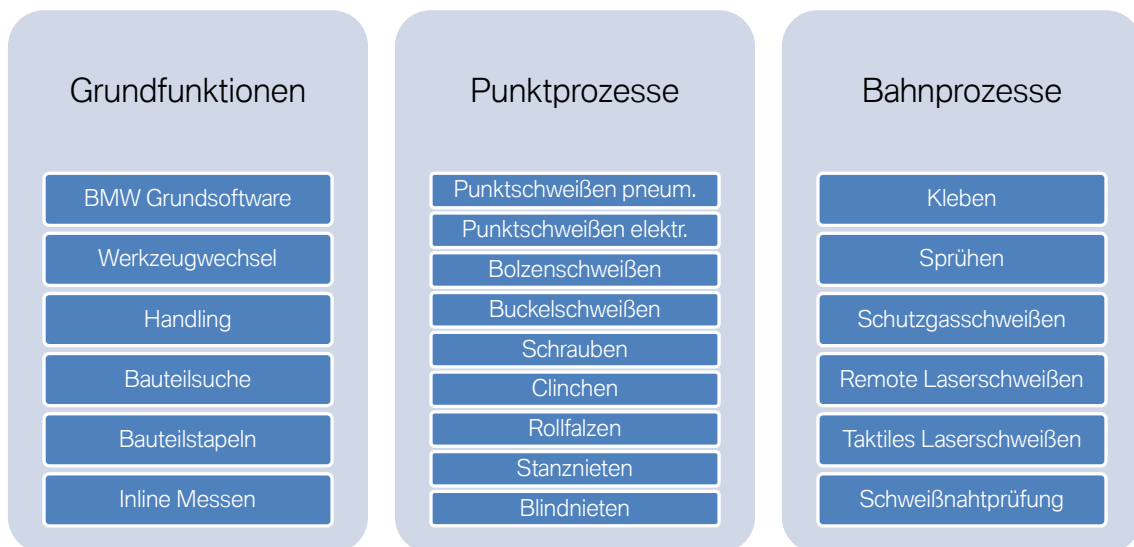 Grundfunktionen
BMW Grundsoftware
Werkzeugwechsel
Handling
Bauteilsuche
Bauteilstapeln
Inline Messen
Punktprozesse
Punktschweißen pneum.
Punktschweißen elektr.
Bolzenschweißen
Buckelschweißen
Schrauben
Clinchen
Rollfalzen
Stanznieten
Blindnieten
Bahnprozesse
Kleben
Sprühen
Schutzgasschweißen
Remote Laserschweißen
Taktiles Laserschweißen
Schweißnahtprüfung